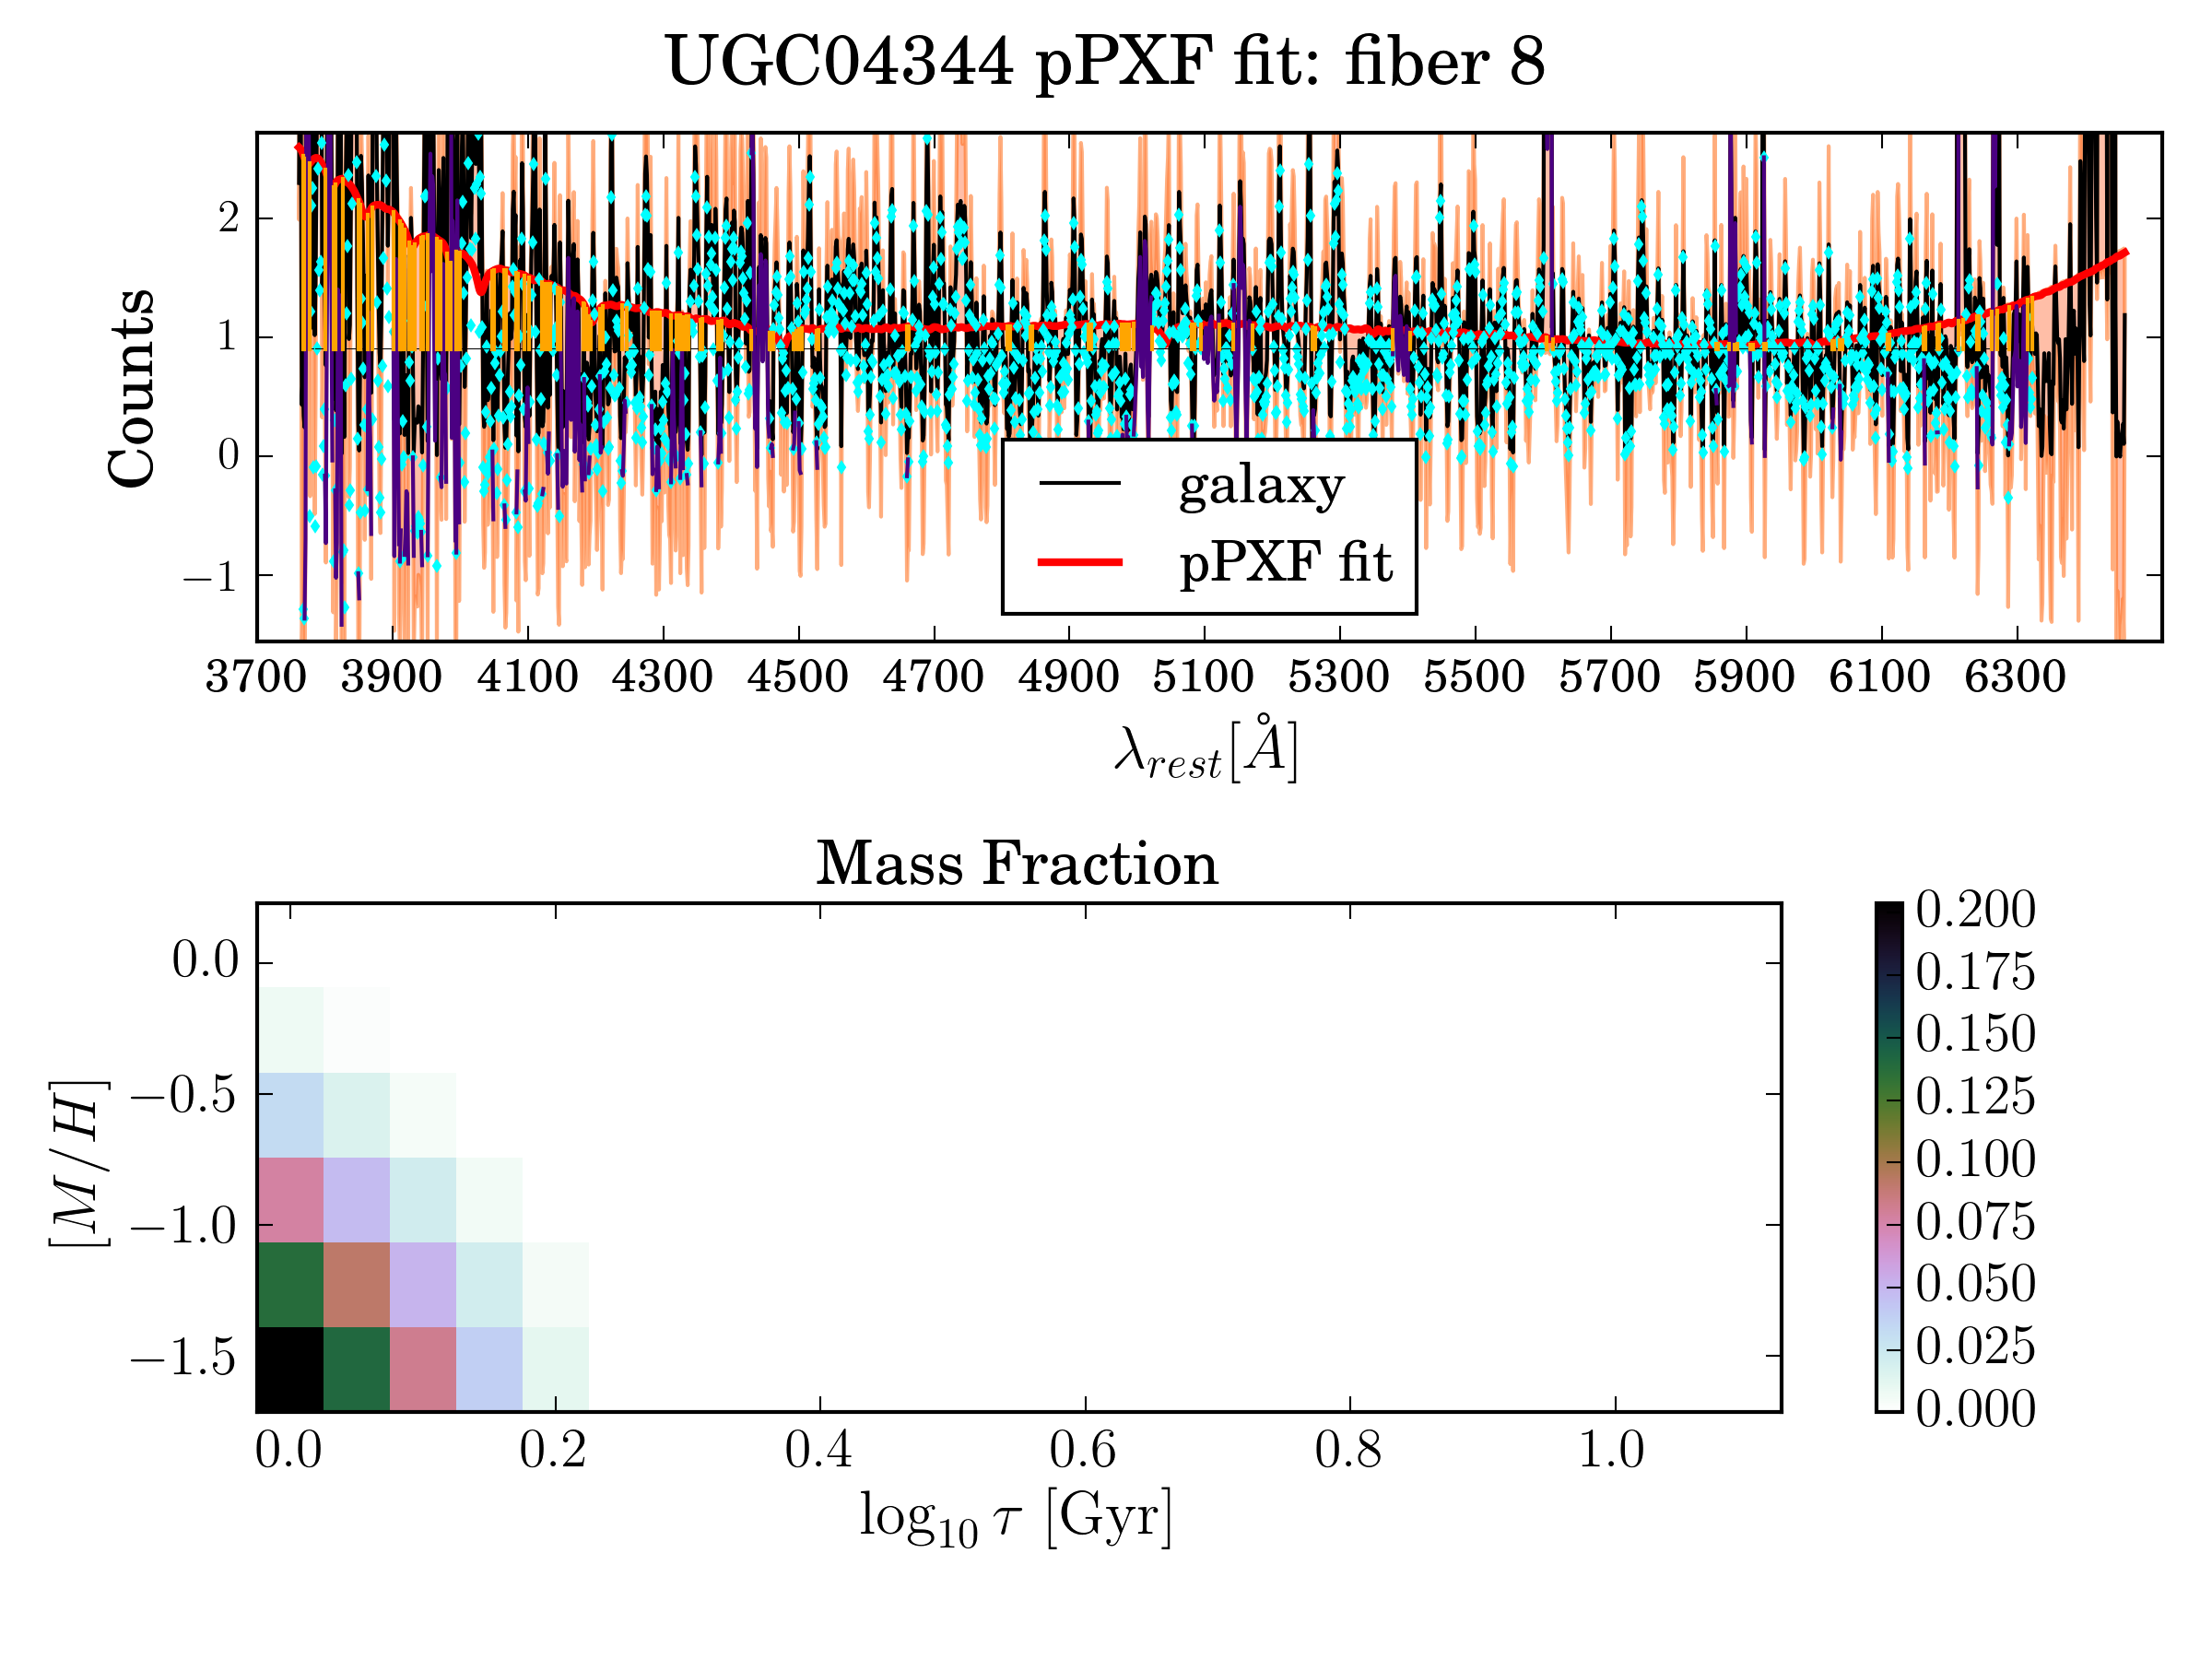 UGC04344 pPXF fit: fiber 8
Counts
2
1
0
−1
galaxy
pPXF fit
3700 3900 4100 4300 4500 4700 4900 5100 5300 5500 5700 5900 6100 6300
λrest[Å]
Mass Fraction
[M/H]
0.0
−0.5
−1.0
−1.5
0.0 0.2 0.4 0.6 0.8 1.0
log10 τ [Gyr]
0.200
0.175
0.150
0.125
0.100
0.075
0.050
0.025
0.000